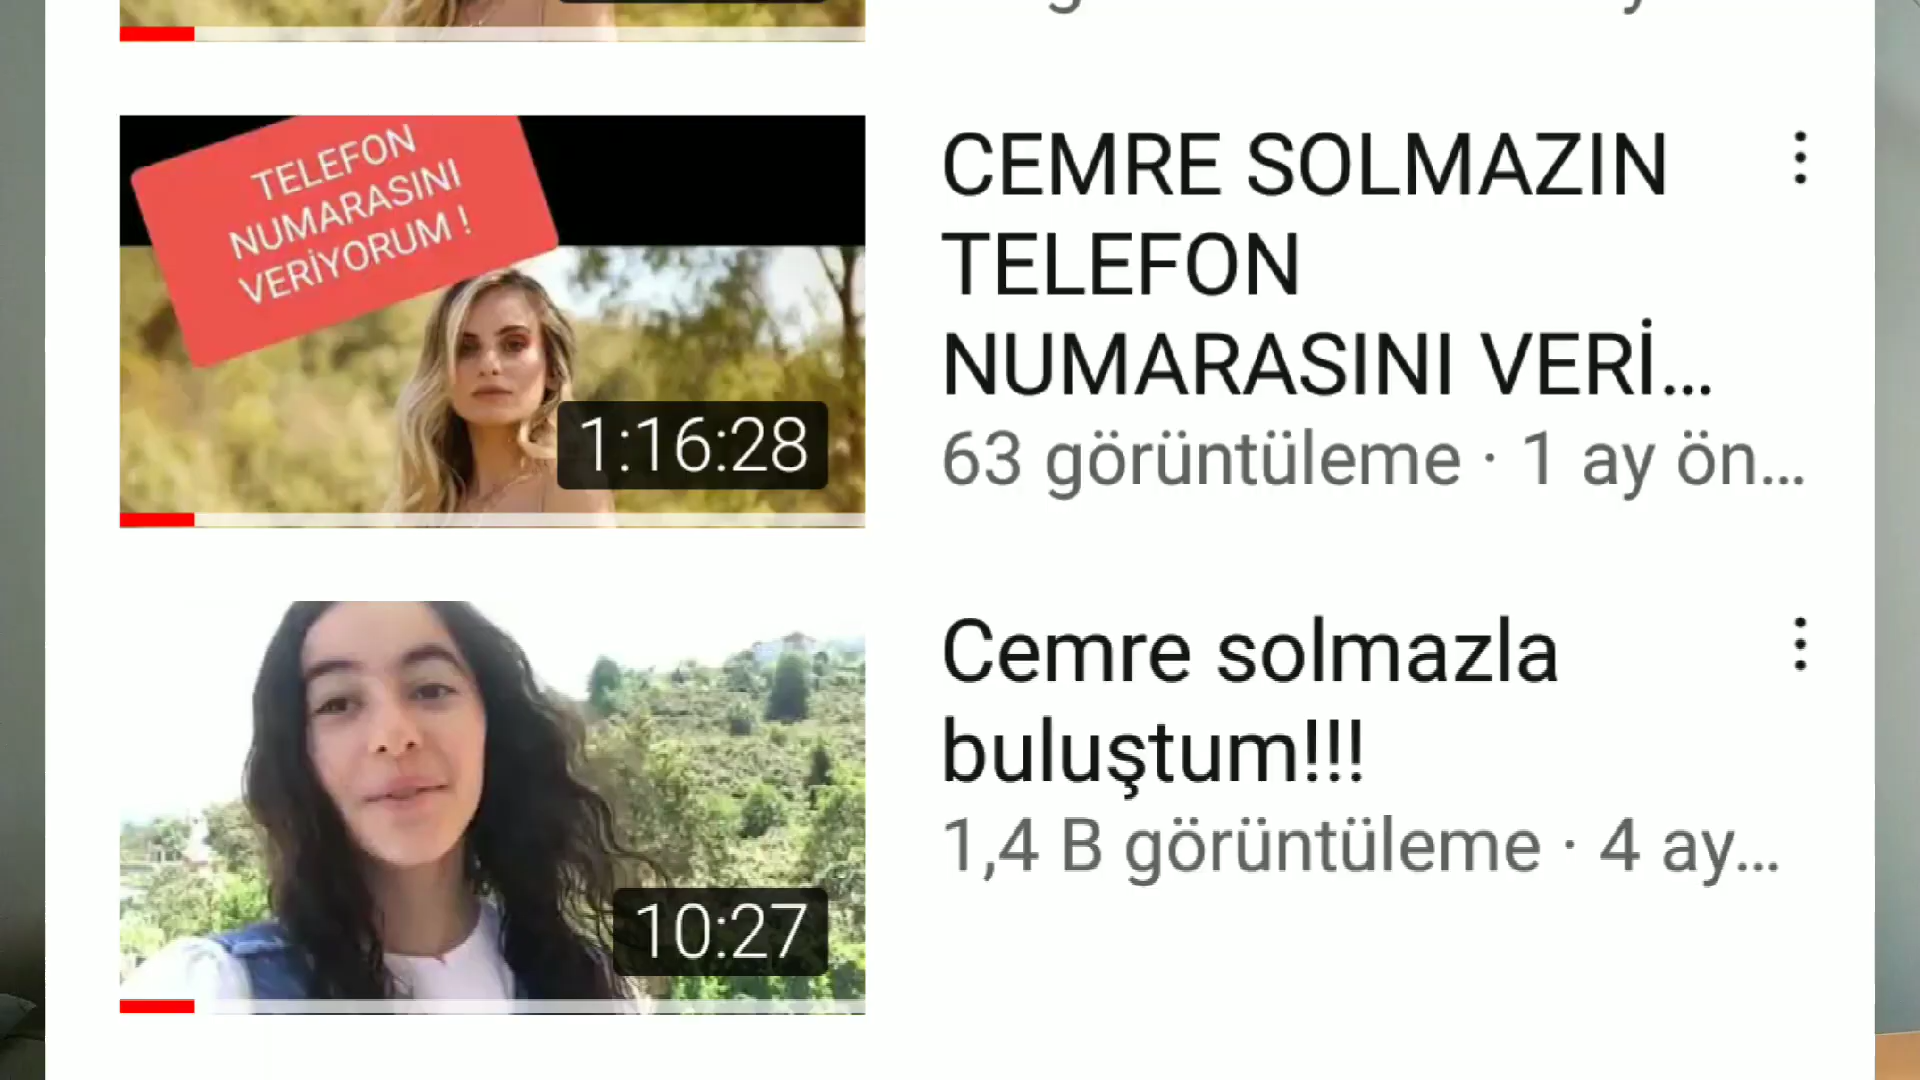 TELEFON
NUMARASINI
VERİYORUM !
1:16:28
CEMRE SOLMAZIN
TELEFON
NUMARASINI VERİ...
63 görüntüleme · 1 ay ön...
10:27
Cemre solmazla
buluştum!!!
1,4 B görüntüleme · 4 ay...